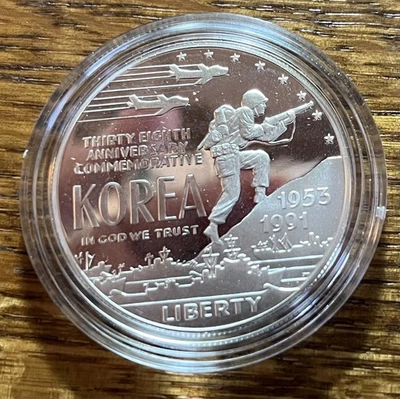 THIRTY EIGHTH
ANNIVERSARY
COMMEMORATIVE
KOREA
IN GOD WE TRUST
1953
1991
LIBERTY